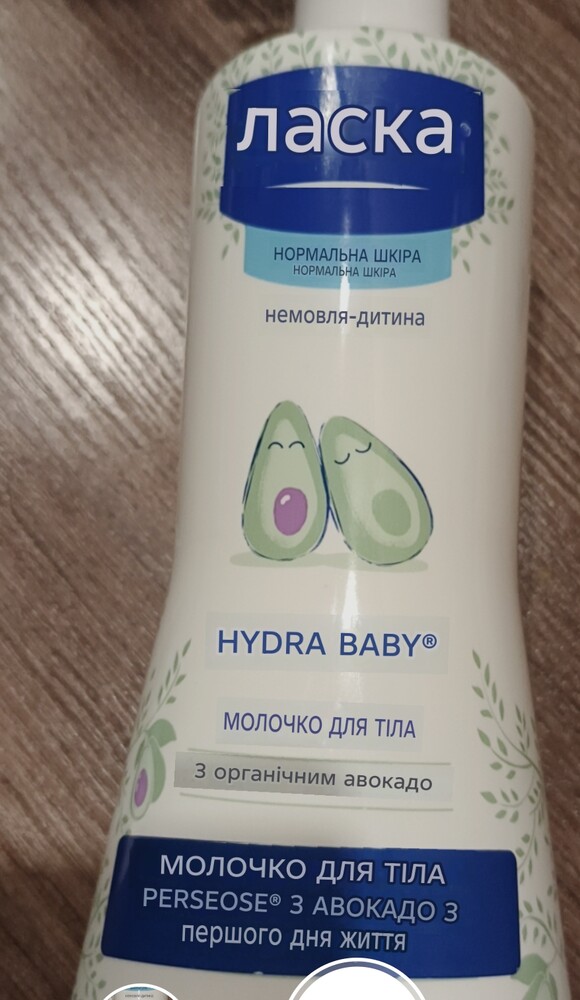 ласка
НОРМАЛЬНА ШКІРА
НОРМАЛЬНА ШКІРА
немовля-дитина
HYDRA BABY®
МОЛОЧКО ДЛЯ ТІЛА
З органічним авокадо
МОЛОЧКО ДЛЯ ТІЛА
PERSEOSE® З АВОКАДО З
першого дня життя